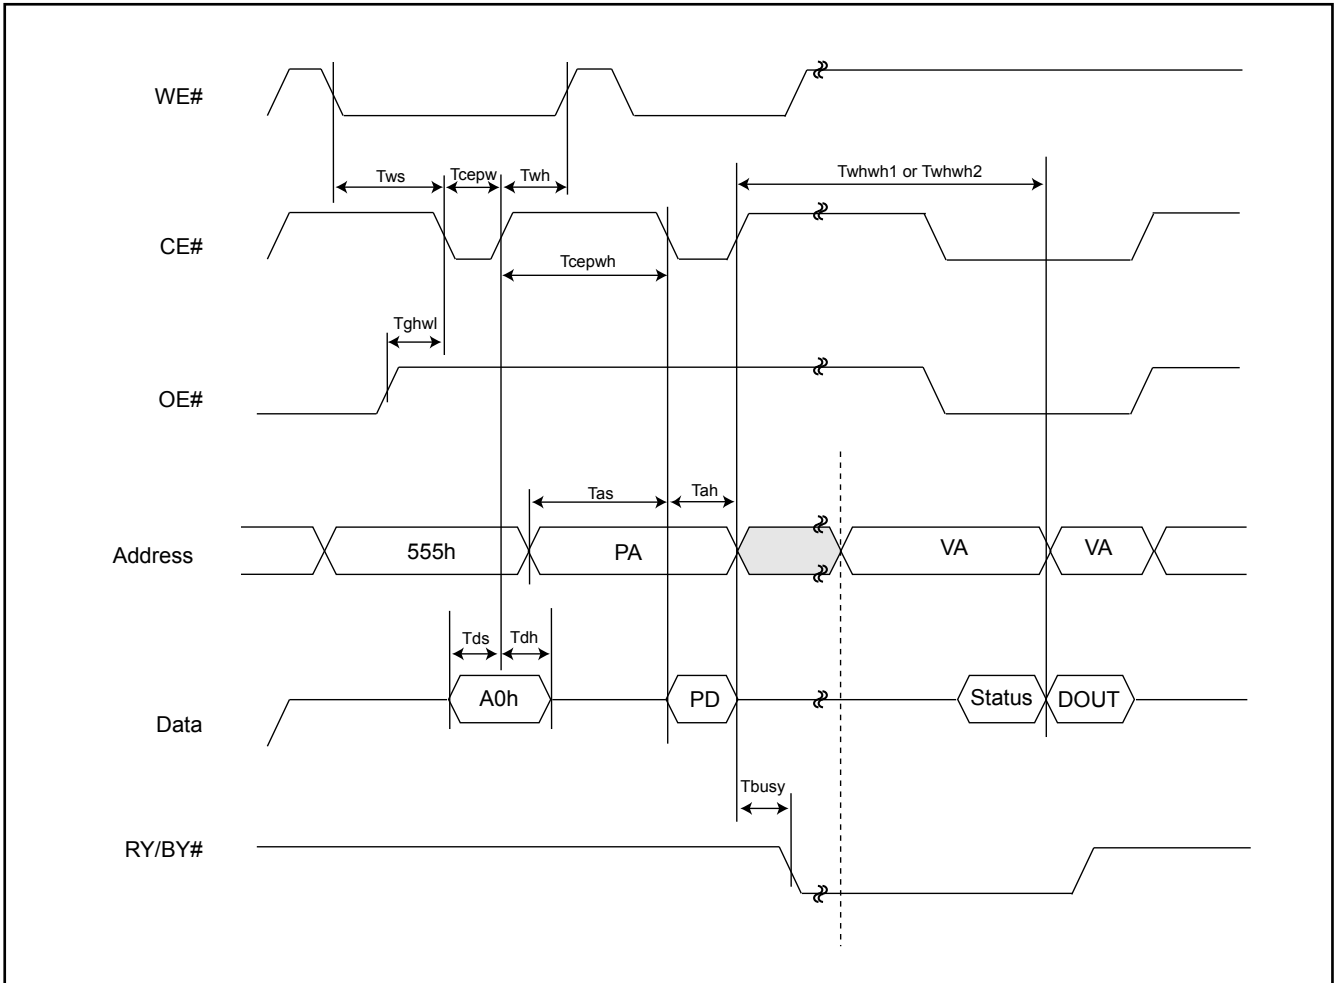 WE#
Tws
Tcepw
Twh
Twhwh1 or Twhwh2
CE#
Tcepwh
Tghwl
OE#
Tas
Tah
Address
555h
PA
VA
VA
Tds
Tdh
Data
A0h
PD
Status
DOUT
Tbusy
RY/BY#